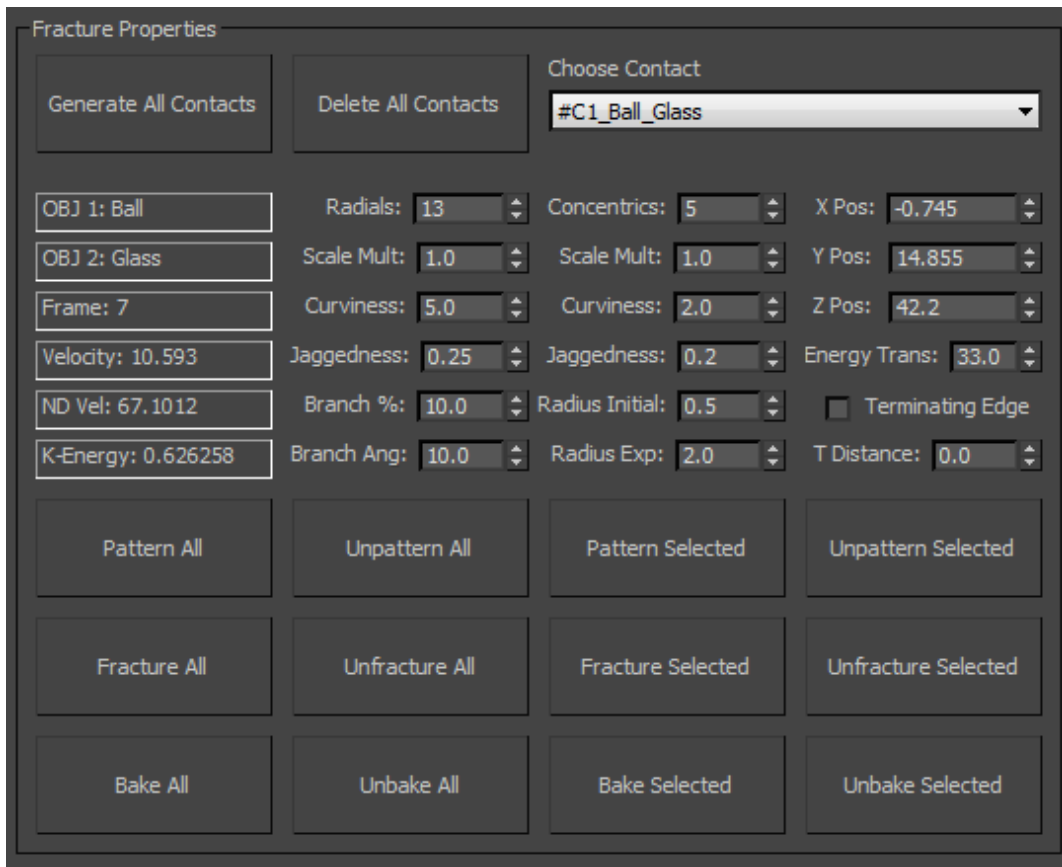 Fracture Properties
Generate All Contacts
Delete All Contacts
Choose Contact
#C1_Ball_Glass
OBJ 1: Ball
Radials: 13
Concentrics: 5
X Pos: -0.745
OBJ 2: Glass
Scale Mult: 1.0
Scale Mult: 1.0
Y Pos: 14.855
Frame: 7
Curviness: 5.0
Curviness: 2.0
Z Pos: 42.2
Velocity: 10.593
Jaggedness: 0.25
Jaggedness: 0.2
Energy Trans: 33.0
ND Vel: 67.1012
Branch %: 10.0
Radius Initial: 0.5
Terminating Edge
K-Energy: 0.626258
Branch Ang: 10.0
Radius Exp: 2.0
T Distance: 0.0
Pattern All
Unpattern All
Pattern Selected
Unpattern Selected
Fracture All
Unfracture All
Fracture Selected
Unfracture Selected
Bake All
Unbake All
Bake Selected
Unbake Selected